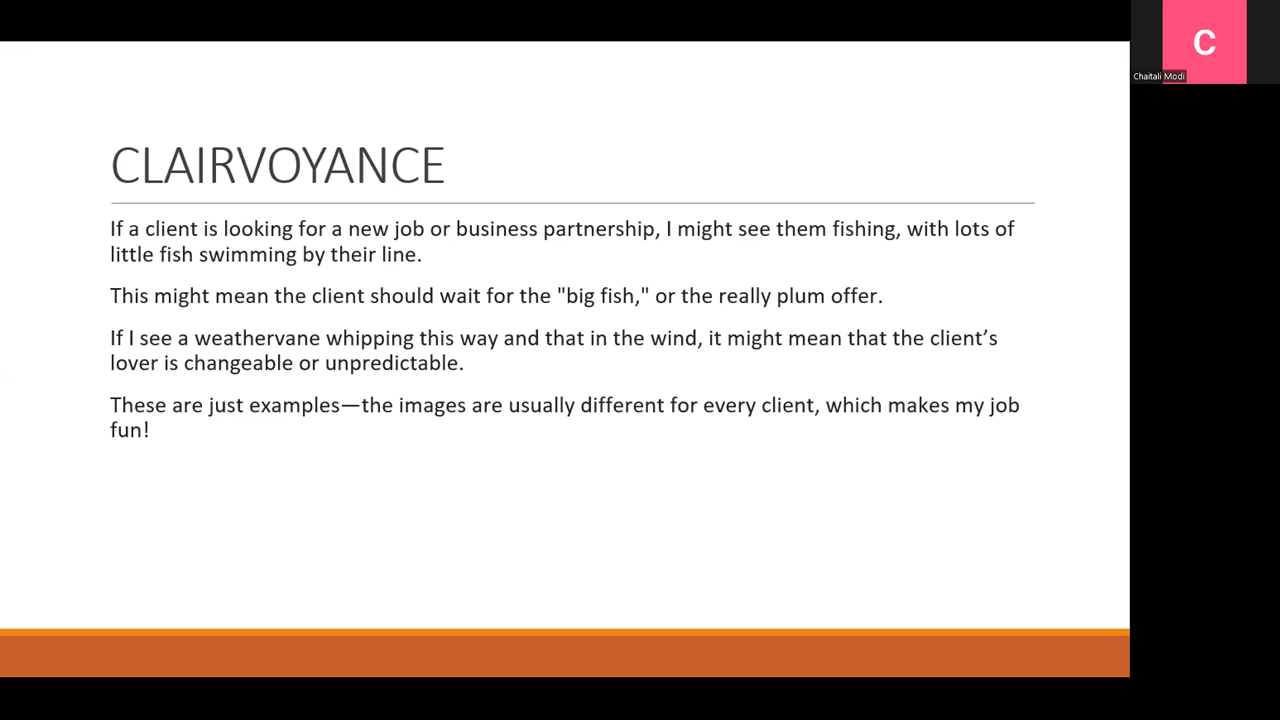 CLAIRVOYANCE
If a client is looking for a new job or business partnership, I might see them fishing, with lots of
little fish swimming by their line.
This might mean the client should wait for the "big fish," or the really plum offer.
If I see a weathervane whipping this way and that in the wind, it might mean that the client’s
lover is changeable or unpredictable.
These are just examples—the images are usually different for every client, which makes my job
fun!
C
Chaitali Modi